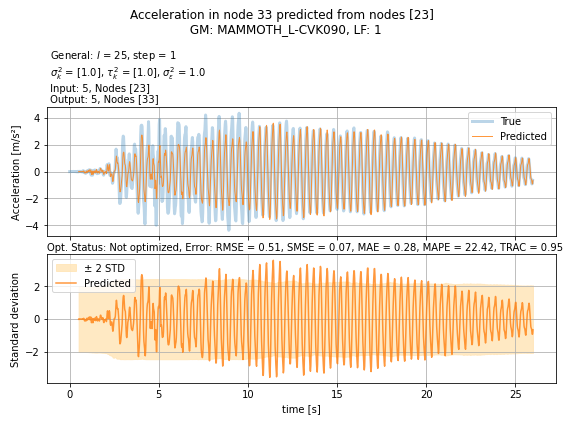 Acceleration in node 33 predicted from nodes [23]
GM: MAMMOTH_L-CVK090, LF: 1
General: l = 25, step = 1
σ²ₖ = [1.0], τ²ₖ = [1.0], σ²ε = 1.0
Input: 5, Nodes [23]
Output: 5, Nodes [33]
Acceleration [m/s²]
4
2
0
−2
−4
True
Predicted
Opt. Status: Not optimized, Error: RMSE = 0.51, SMSE = 0.07, MAE = 0.28, MAPE = 22.42, TRAC = 0.95
Standard deviation
2
0
−2
± 2 STD
Predicted
0 5 10 15 20 25
time [s]